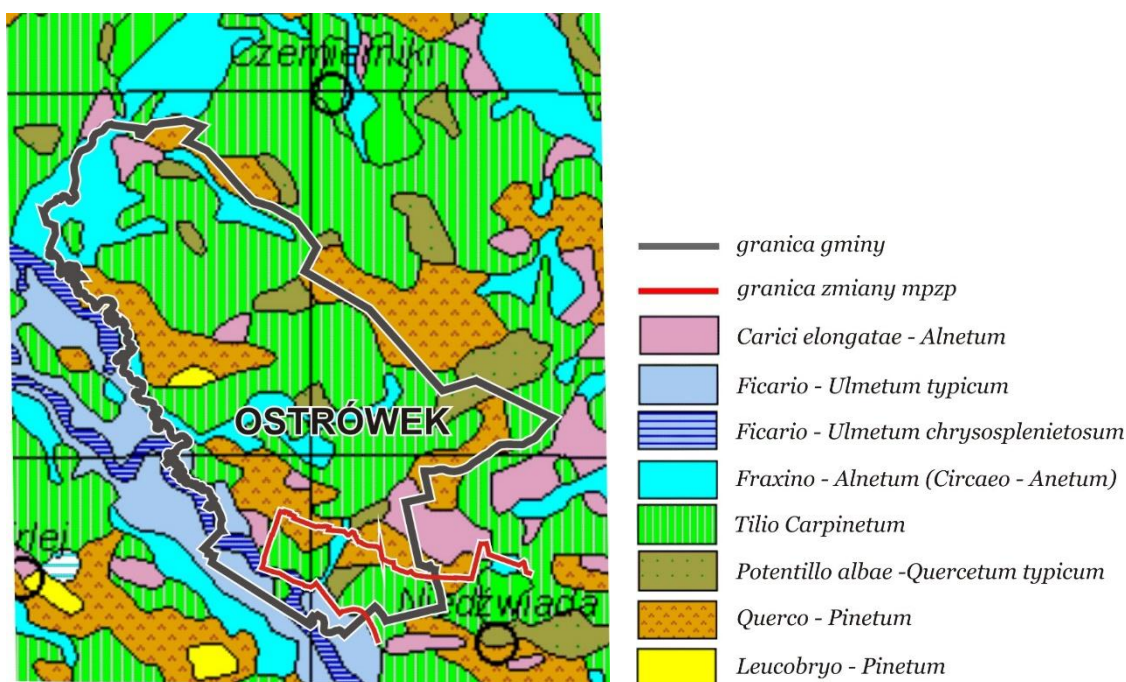 Czemierniki
granica gminy
granica zmiany mpzp
Carici elongatae - Alnetum
Ficario - Ulmetum typicum
OSTRÓWEK
Ficario - Ulmetum chrysosplenietosum
Fraxino - Alnetum (Circaeo - Anetum)
Tilio Carpinetum
rlej
Potentillo albae -Quercetum typicum
Niedźwiada
Querco - Pinetum
Leucobryo - Pinetum